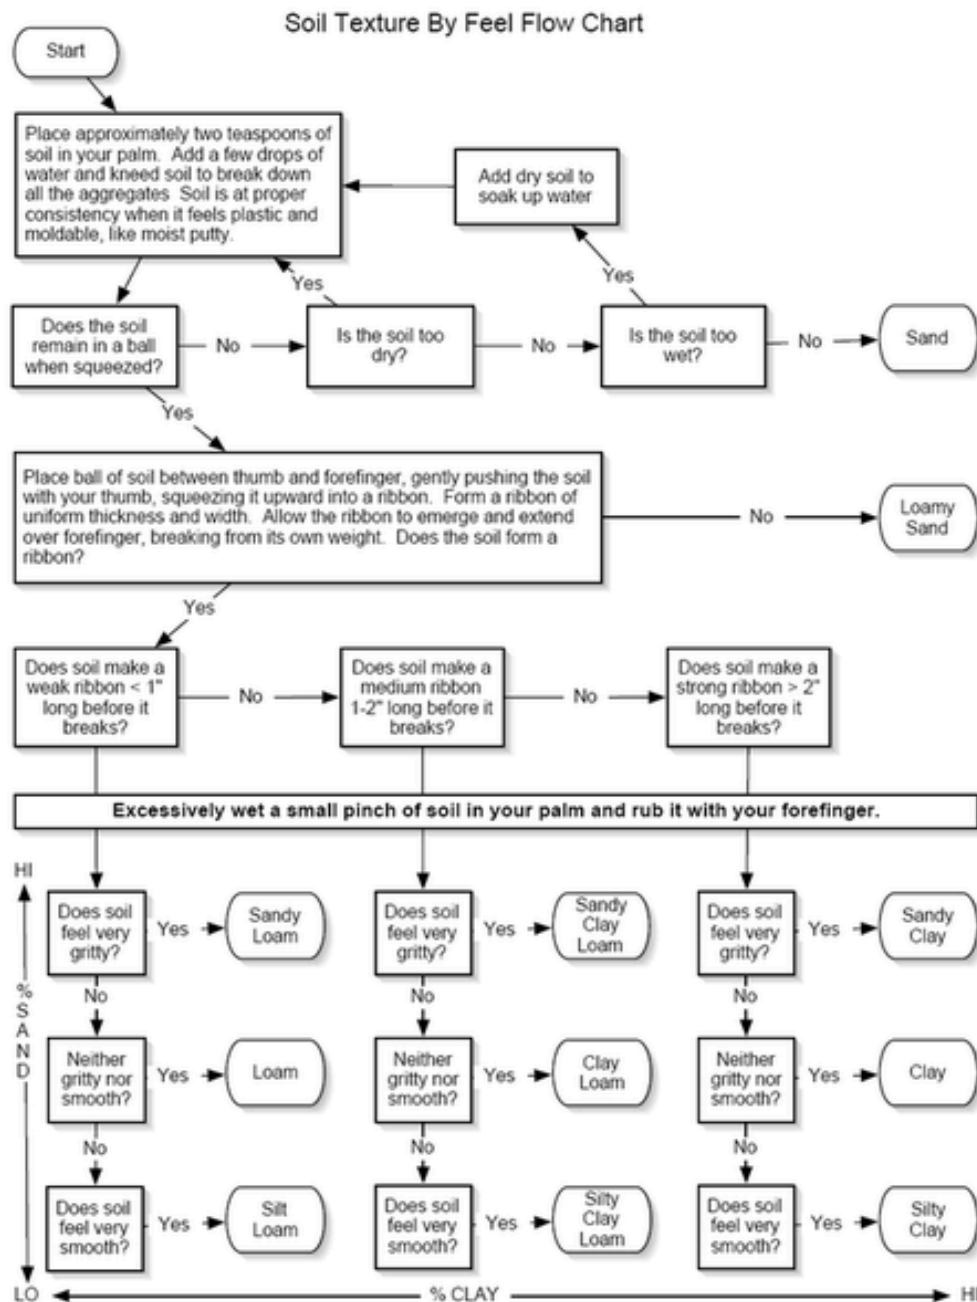 Soil Texture By Feel Flow Chart
Start
Place approximately two teaspoons of
soil in your palm. Add a few drops of
water and kneed soil to break down
all the aggregates Soil is at proper
consistency when it feels plastic and
moldable, like moist putty.
Add dry soil to
soak up water
Yes
Yes
Does the soil
remain in a ball
when squeezed?
No
Is the soil too
dry?
No
Is the soil too
wet?
No
Sand
Yes
Place ball of soil between thumb and forefinger, gently pushing the soil
with your thumb, squeezing it upward into a ribbon. Form a ribbon of
uniform thickness and width. Allow the ribbon to emerge and extend
over forefinger, breaking from its own weight. Does the soil form a
ribbon?
No
Loamy
Sand
Yes
Does soil make a
weak ribbon < 1"
long before it
breaks?
No
Does soil make a
medium ribbon
1-2" long before it
breaks?
No
Does soil make a
strong ribbon > 2"
long before it
breaks?
Excessively wet a small pinch of soil in your palm and rub it with your forefinger.
HI
%SAND
Does soil
feel very
gritty?
Yes
Sandy
Loam
Does soil
feel very
gritty?
Yes
Sandy
Clay
Loam
Does soil
feel very
gritty?
Yes
Sandy
Clay
No
No
No
Neither
gritty nor
smooth?
Yes
Loam
Neither
gritty nor
smooth?
Yes
Clay
Loam
Neither
gritty nor
smooth?
Yes
Clay
No
No
No
Does soil
feel very
smooth?
Yes
Silt
Loam
Does soil
feel very
smooth?
Yes
Silty
Clay
Loam
Does soil
feel very
smooth?
Yes
Silty
Clay
LO
% CLAY
HI